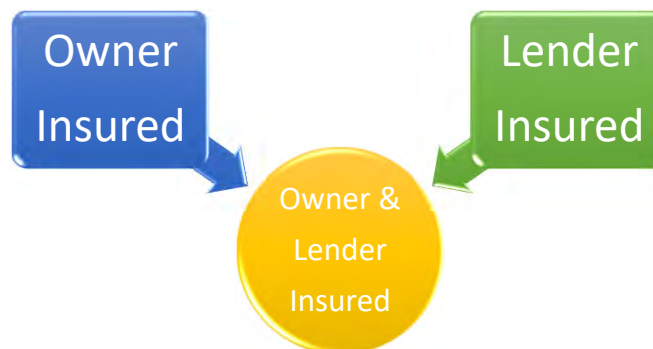 Owner
Insured
Lender
Insured
Owner &
Lender
Insured